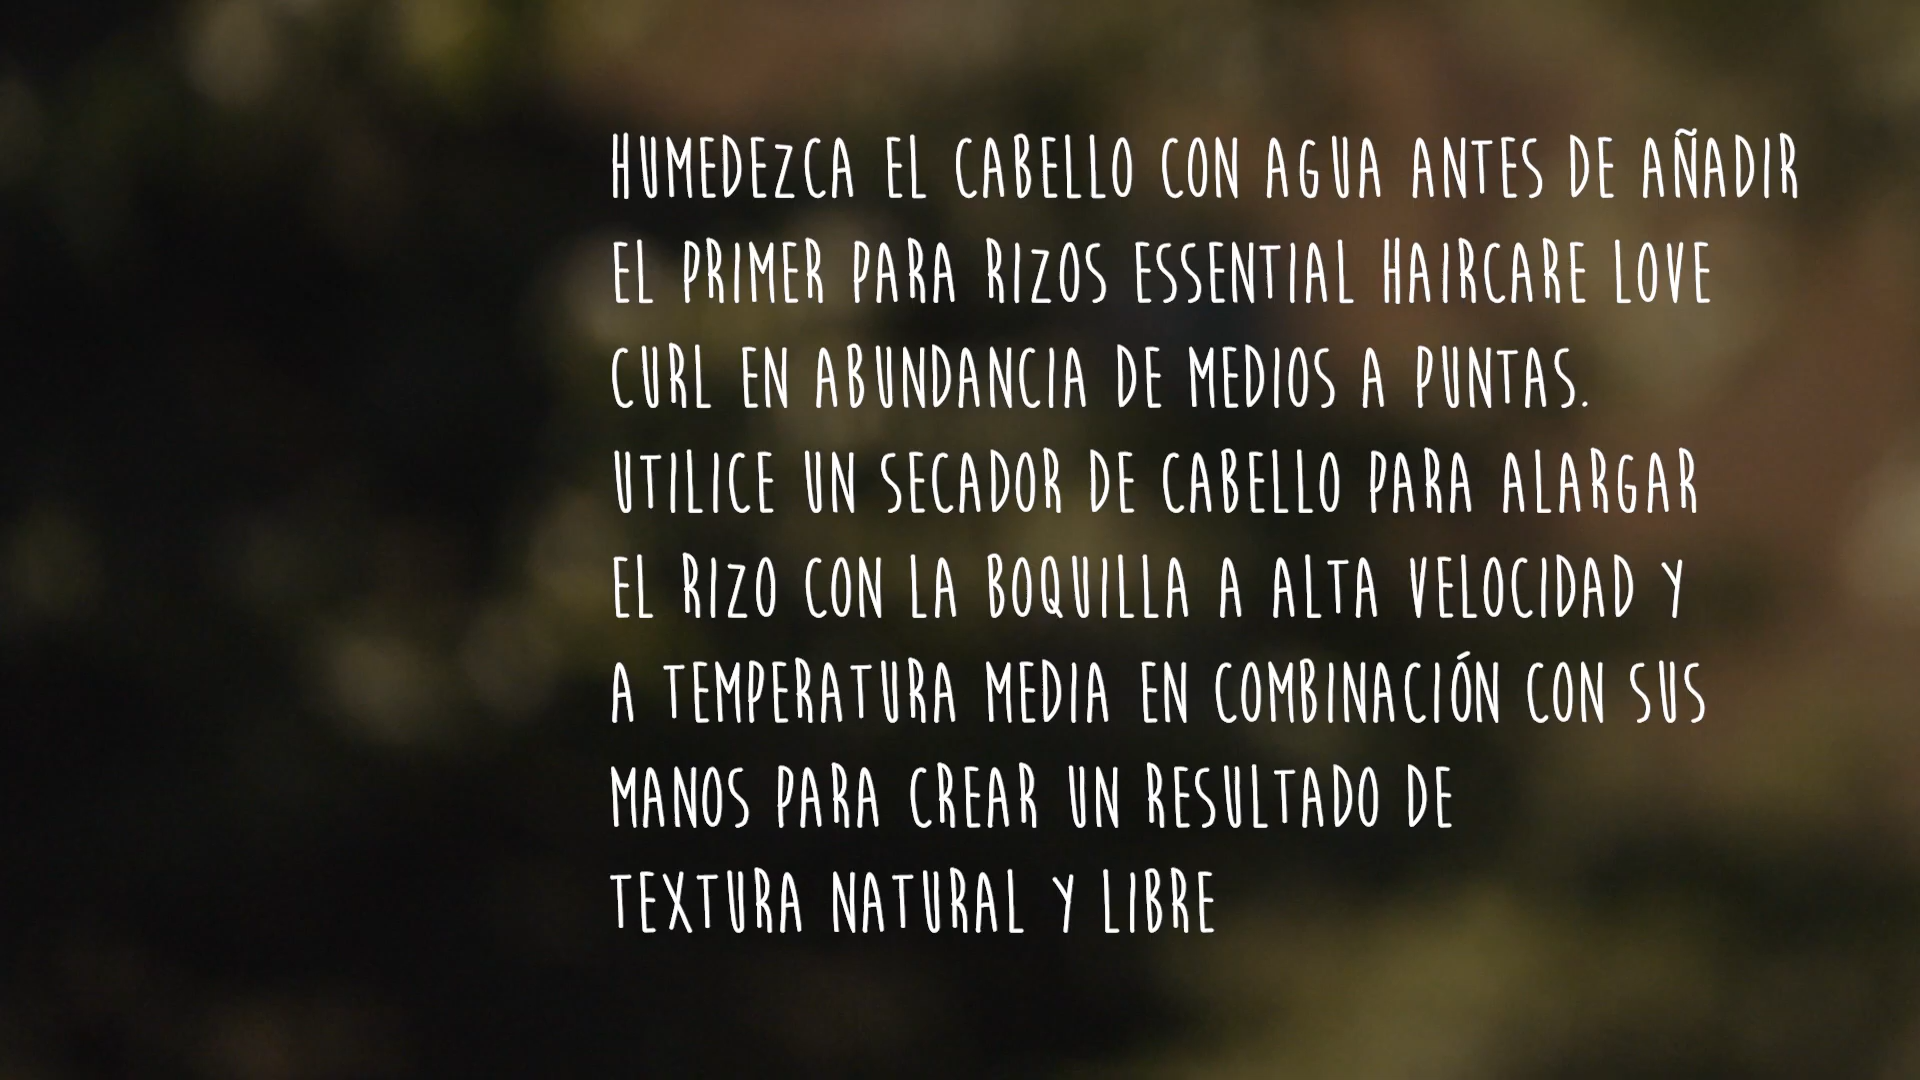 HUMEDEZCA EL CABELLO CON AGUA ANTES DE AÑADIR
EL PRIMER PARA RIZOS ESSENTIAL HAIRCARE LOVE
CURL EN ABUNDANCIA DE MEDIOS A PUNTAS.
UTILICE UN SECADOR DE CABELLO PARA ALARGAR
EL RIZO CON LA BOQUILLA A ALTA VELOCIDAD Y
A TEMPERATURA MEDIA EN COMBINACIÓN CON SUS
MANOS PARA CREAR UN RESULTADO DE
TEXTURA NATURAL Y LIBRE